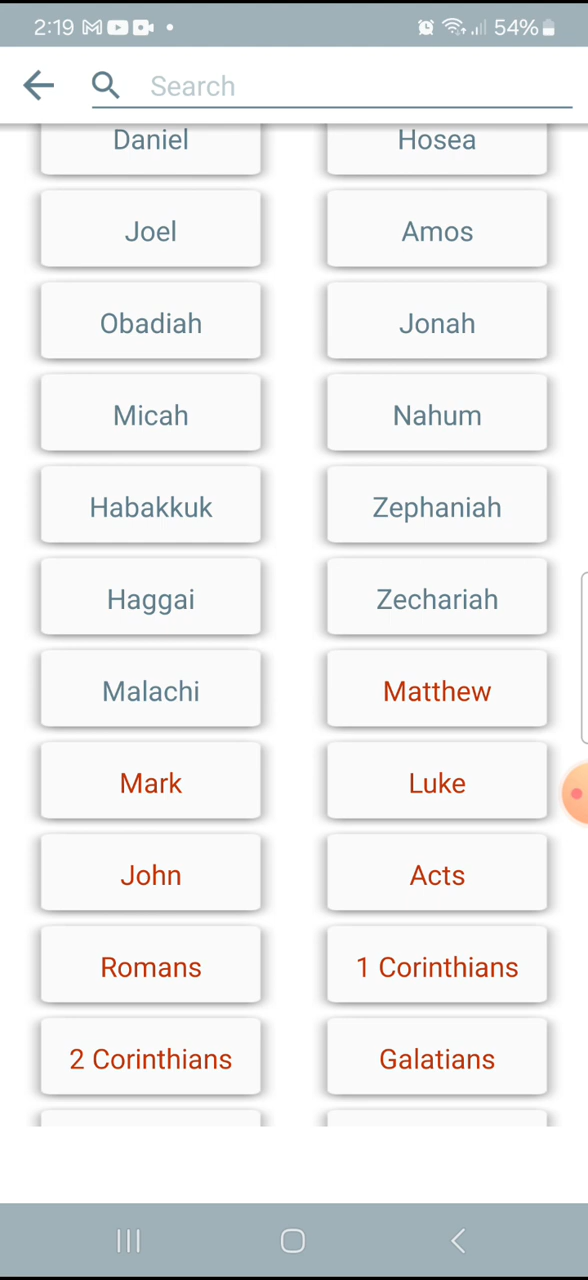 2:19 54%
Search
Daniel Hosea
Joel Amos
Obadiah Jonah
Micah Nahum
Habakkuk Zephaniah
Haggai Zechariah
Malachi Matthew
Mark Luke
John Acts
Romans 1 Corinthians
2 Corinthians Galatians